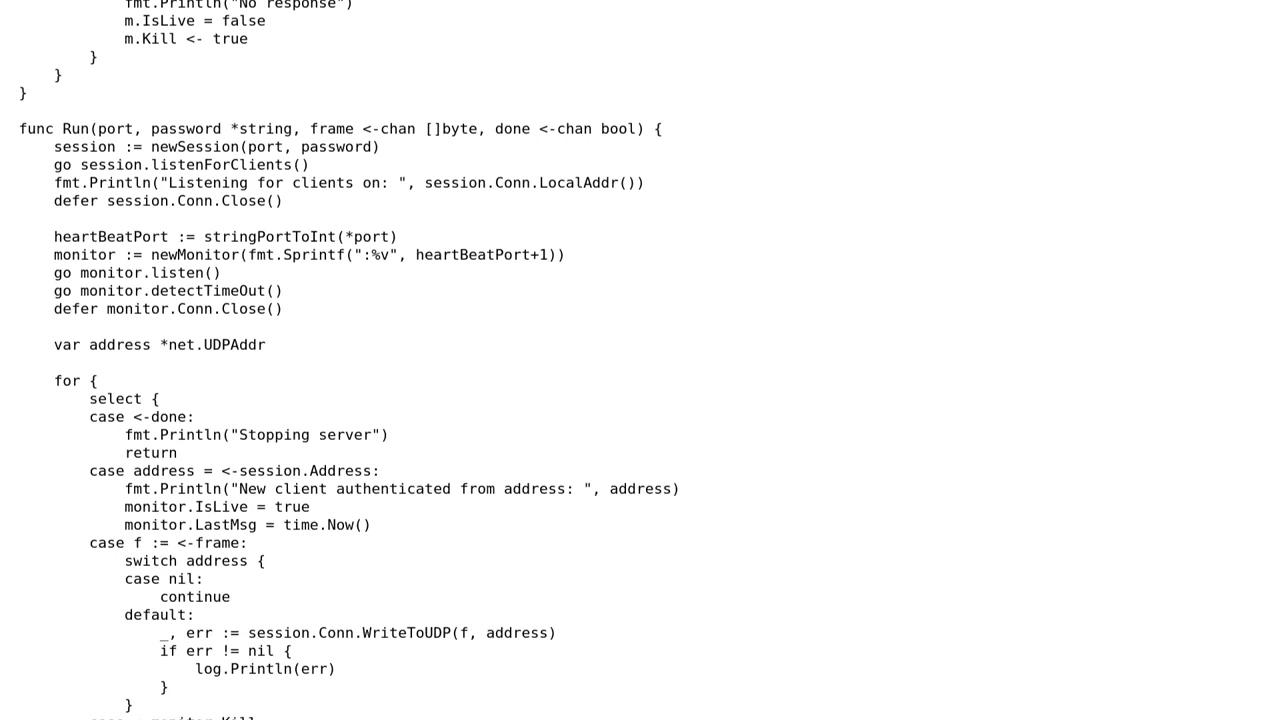 fmt.Println("No response")
            m.IsLive = false
            m.Kill <- true
        }
    }
}

func Run(port, password *string, frame <-chan []byte, done <-chan bool) {
    session := newSession(port, password)
    go session.listenForClients()
    fmt.Println("Listening for clients on: ", session.Conn.LocalAddr())
    defer session.Conn.Close()

    heartBeatPort := stringPortToInt(*port)
    monitor := newMonitor(fmt.Sprintf(":%v", heartBeatPort+1))
    go monitor.listen()
    go monitor.detectTimeOut()
    defer monitor.Conn.Close()

    var address *net.UDPAddr

    for {
        select {
        case <-done:
            fmt.Println("Stopping server")
            return
        case address = <-session.Address:
            fmt.Println("New client authenticated from address: ", address)
            monitor.IsLive = true
            monitor.LastMsg = time.Now()
        case f := <-frame:
            switch address {
            case nil:
                continue
            default:
                _, err := session.Conn.WriteToUDP(f, address)
                if err != nil {
                    log.Println(err)
                }
            }